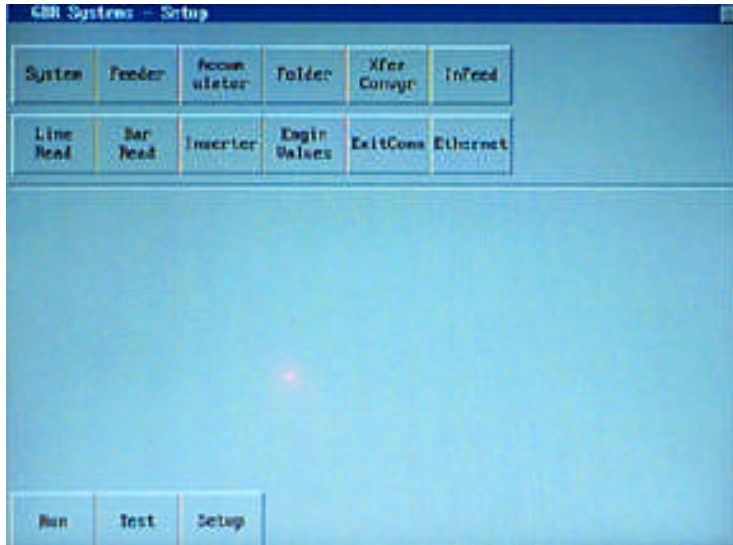 GBR Systems - Setup
System
Feeder
Accum
ulator
Folder
Xfer
Convyr
InFeed
Line
Read
Bar
Read
Inserter
Engin
Values
ExitConv
Ethernet
Run
Test
Setup